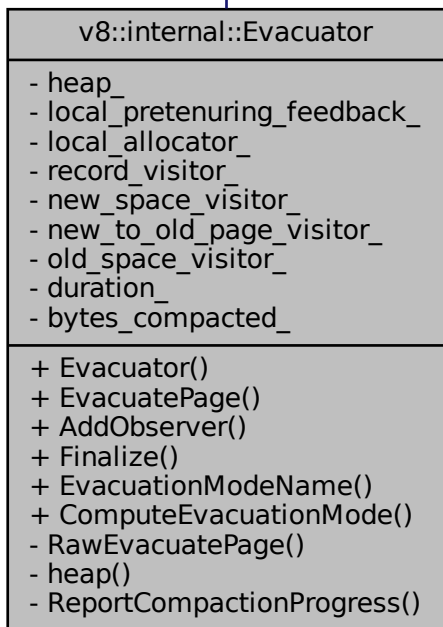 v8::internal::Evacuator
- heap_
- local_pretenuring_feedback_
- local_allocator_
- record_visitor_
- new_space_visitor_
- new_to_old_page_visitor_
- old_space_visitor_
- duration_
- bytes_compacted_
+ Evacuator()
+ EvacuatePage()
+ AddObserver()
+ Finalize()
+ EvacuationModeName()
+ ComputeEvacuationMode()
- RawEvacuatePage()
- heap()
- ReportCompactionProgress()